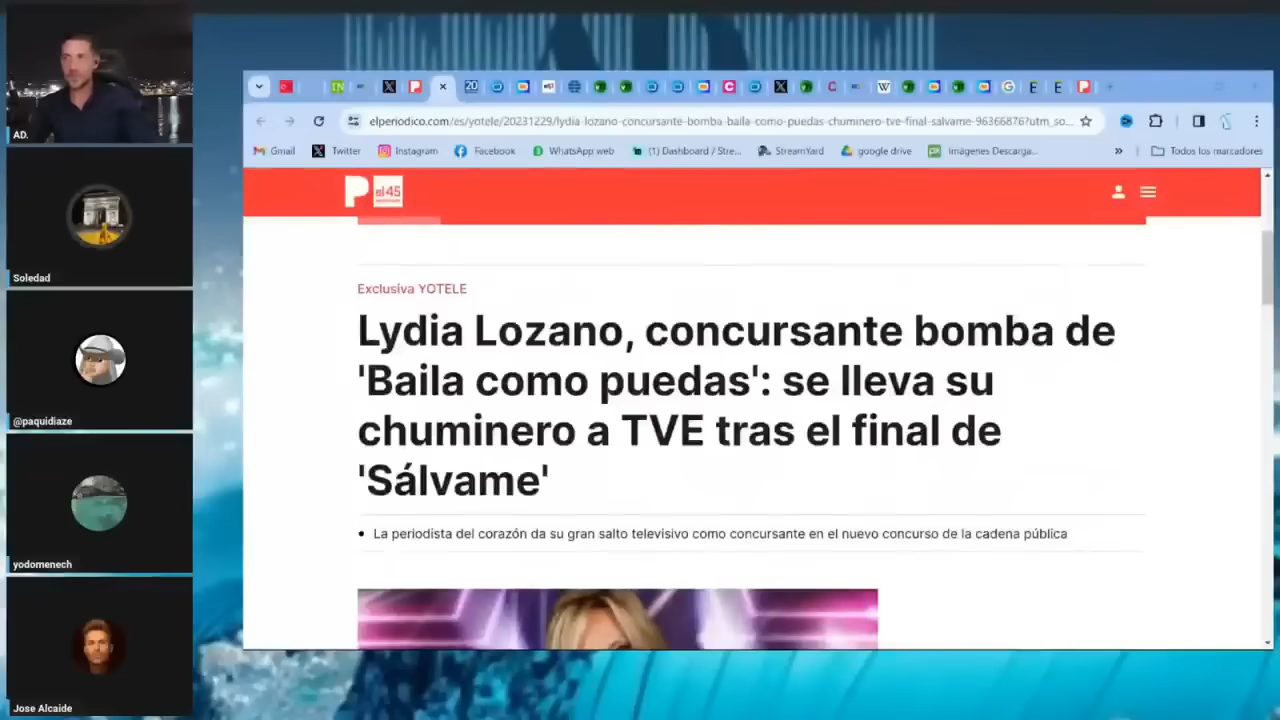 AD.
Soledad
@paquidiaze
yodomenech
Jose Alcaide
elperiodico.com/es/yotele/20231229/lydia-lozano-concursante-bomba-baila-como-puedas-chuminero-tve-final-salvame-96366876?utm_so...
Gmail
Twitter
Instagram
Facebook
WhatsApp web
(1) Dashboard / Stre...
StreamYard
google drive
Imágenes Descarga...
»
Todos los marcadores
P
el 45
Exclusiva YOTELE
Lydia Lozano, concursante bomba de
'Baila como puedas': se lleva su
chuminero a TVE tras el final de
'Sálvame'
• La periodista del corazón da su gran salto televisivo como concursante en el nuevo concurso de la cadena pública